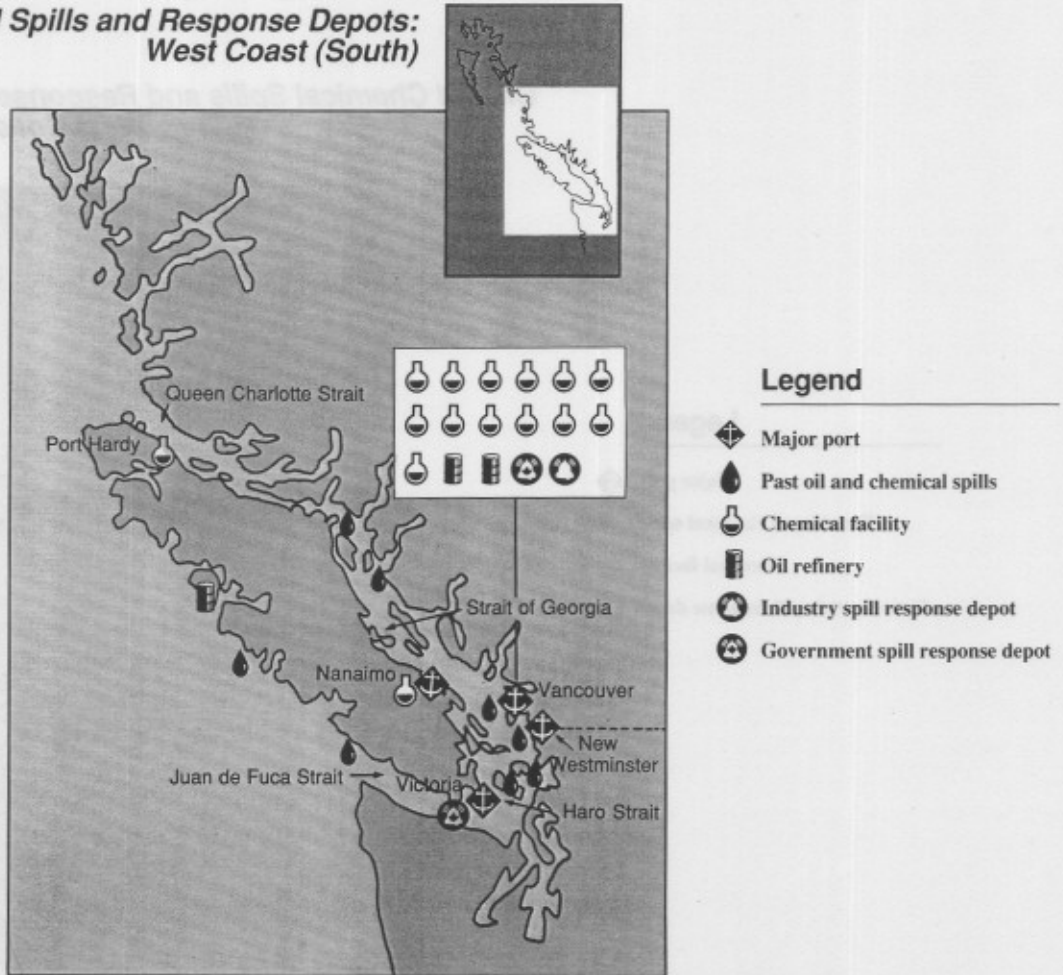 Spills and Response Depots:
West Coast (South)
Queen Charlotte Strait
Port Hardy
Strait of Georgia
Nanaimo
Vancouver
New
Westminster
Juan de Fuca Strait
Victoria
Haro Strait
Legend
Major port
Past oil and chemical spills
Chemical facility
Oil refinery
Industry spill response depot
Government spill response depot